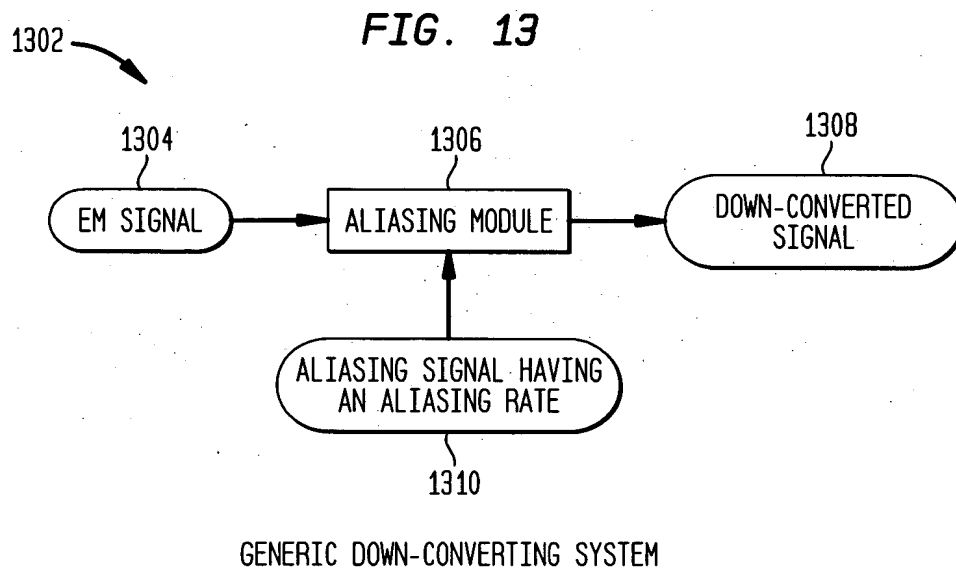 FIG. 13
1302
1304
1306
1308
EM SIGNAL
ALIASING MODULE
DOWN-CONVERTED
SIGNAL
ALIASING SIGNAL HAVING
AN ALIASING RATE
1310
GENERIC DOWN-CONVERTING SYSTEM